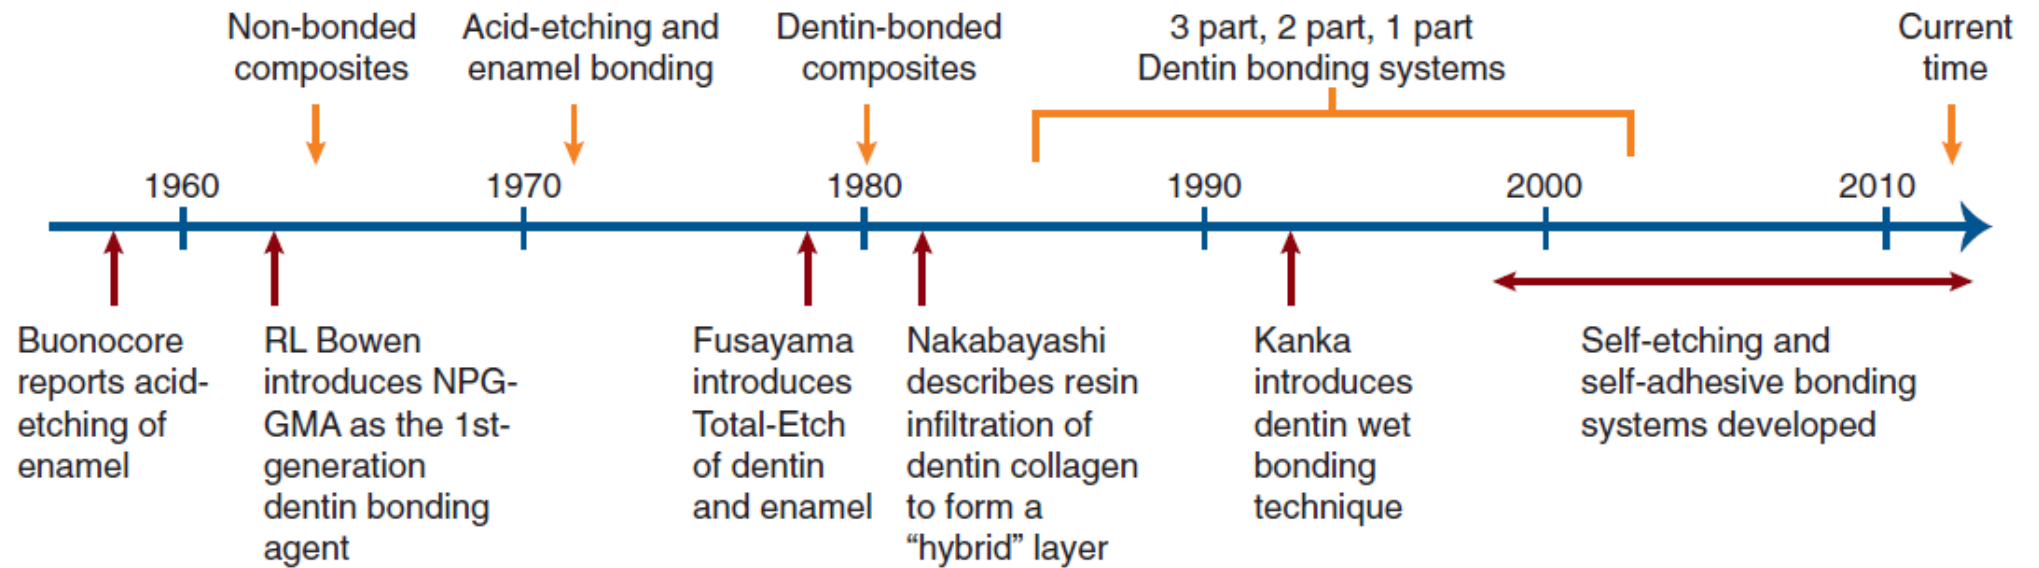 Non-bonded
composites
Acid-etching and
enamel bonding
Dentin-bonded
composites
3 part, 2 part, 1 part
Dentin bonding systems
Current
time
1960
1970
1980
1990
2000
2010
Buonocore
reports acid-
etching of
enamel
RL Bowen
introduces NPG-
GMA as the 1st-
generation
dentin bonding
agent
Fusayama
introduces
Total-Etch
of dentin
and enamel
Nakabayashi
describes resin
infiltration of
dentin collagen
to form a
“hybrid” layer
Kanka
introduces
dentin wet
bonding
technique
Self-etching and
self-adhesive bonding
systems developed